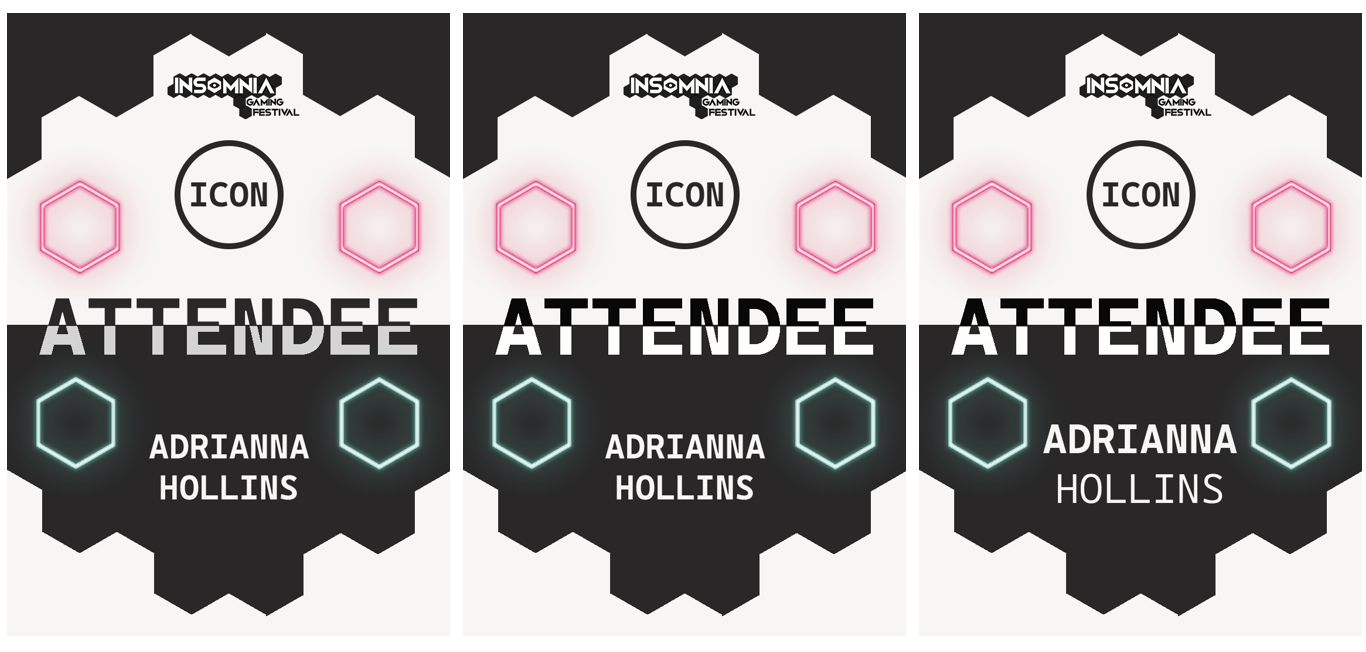 INSOMNIA
GAMING
FESTIVAL
ICON
ATTENDEE
ADRIANNA
HOLLINS
INSOMNIA
GAMING
FESTIVAL
ICON
ATTENDEE
ADRIANNA
HOLLINS
INSOMNIA
GAMING
FESTIVAL
ICON
ATTENDEE
ADRIANNA
HOLLINS